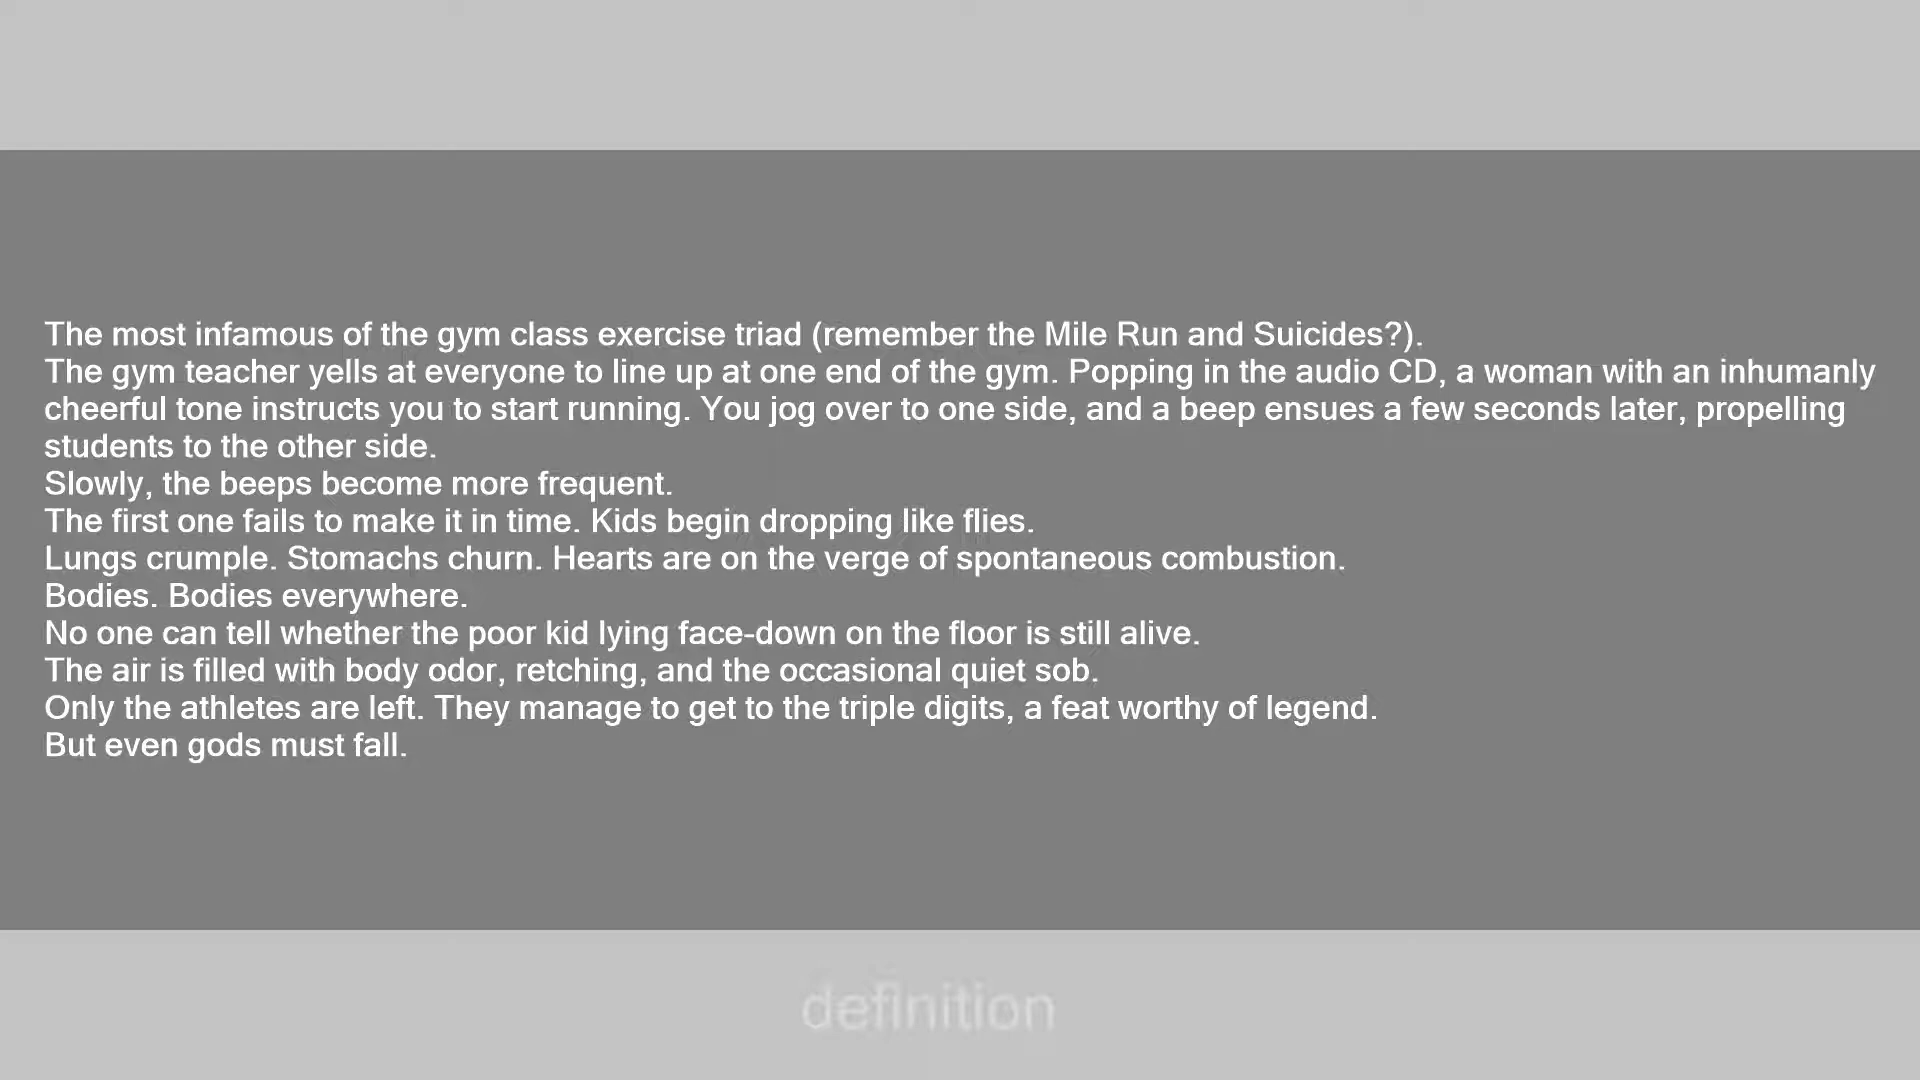 The most infamous of the gym class exercise triad (remember the Mile Run and Suicides?).
The gym teacher yells at everyone to line up at one end of the gym. Popping in the audio CD, a woman with an inhumanly
cheerful tone instructs you to start running. You jog over to one side, and a beep ensues a few seconds later, propelling
students to the other side.
Slowly, the beeps become more frequent.
The first one fails to make it in time. Kids begin dropping like flies.
Lungs crumple. Stomachs churn. Hearts are on the verge of spontaneous combustion.
Bodies. Bodies everywhere.
No one can tell whether the poor kid lying face-down on the floor is still alive.
The air is filled with body odor, retching, and the occasional quiet sob.
Only the athletes are left. They manage to get to the triple digits, a feat worthy of legend.
But even gods must fall.
definition